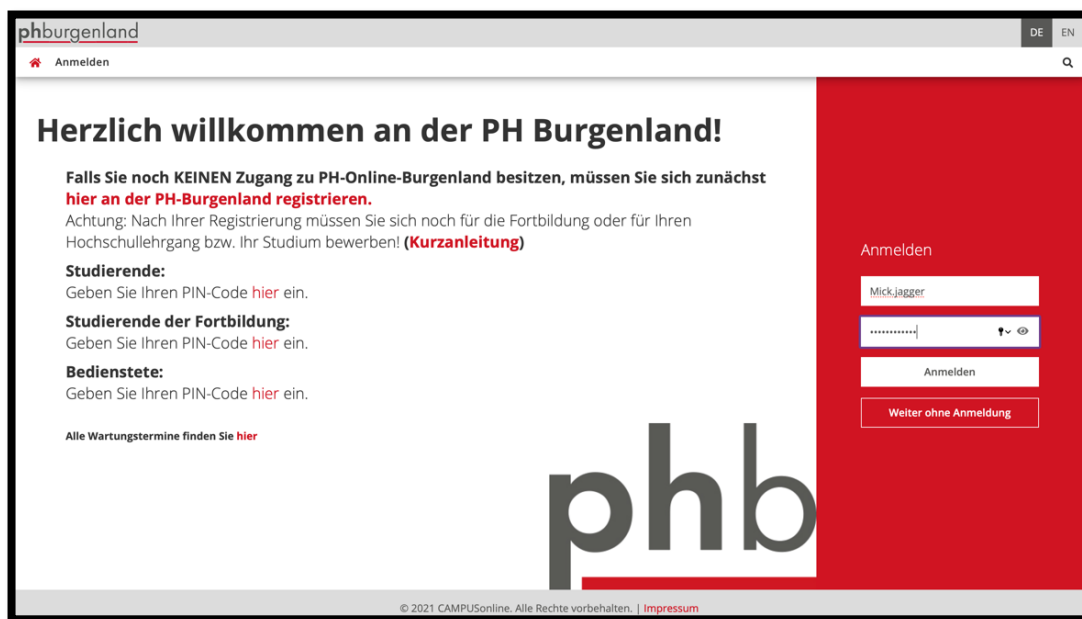 phburgenland
DE EN
Anmelden
Herzlich willkommen an der PH Burgenland!
Falls Sie noch KEINEN Zugang zu PH-Online-Burgenland besitzen, müssen Sie sich zunächst
hier an der PH-Burgenland registrieren.
Achtung: Nach Ihrer Registrierung müssen Sie sich noch für die Fortbildung oder für Ihren
Hochschullehrgang bzw. Ihr Studium bewerben! (Kurzanleitung)
Studierende:
Geben Sie Ihren PIN-Code hier ein.
Studierende der Fortbildung:
Geben Sie Ihren PIN-Code hier ein.
Bedienstete:
Geben Sie Ihren PIN-Code hier ein.
Alle Wartungstermine finden Sie hier
Anmelden
Mick.jagger
••••••••••••
Anmelden
Weiter ohne Anmeldung
phb
© 2021 CAMPUSonline. Alle Rechte vorbehalten. | Impressum